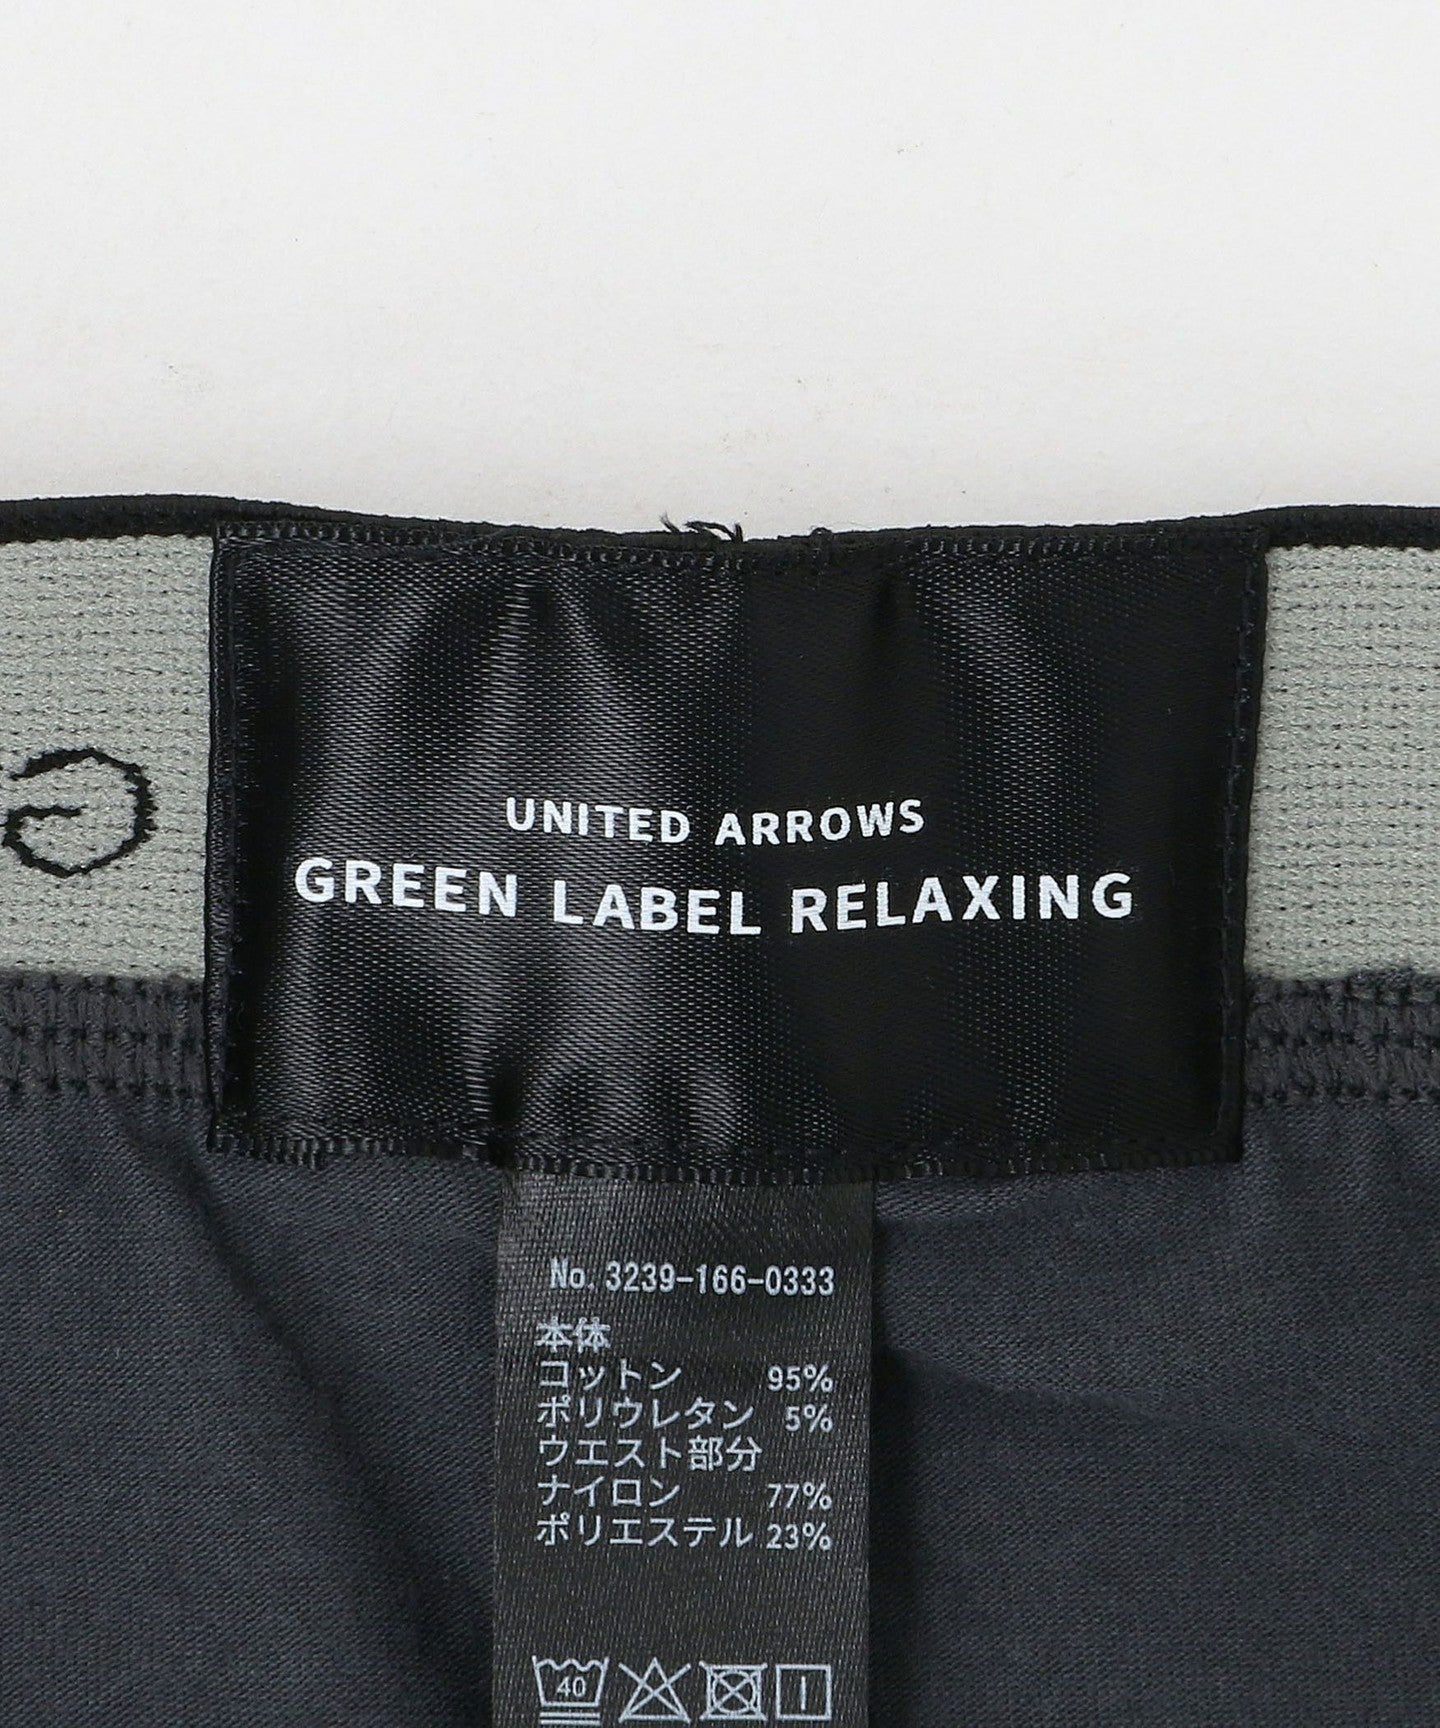 UNITED ARROWS
GREEN LABEL RELAXING
No. 3239-166-0333
本体
コットン 95%
ポリウレタン 5%
ウエスト部分
ナイロン 77%
ポリエステル 23%
40